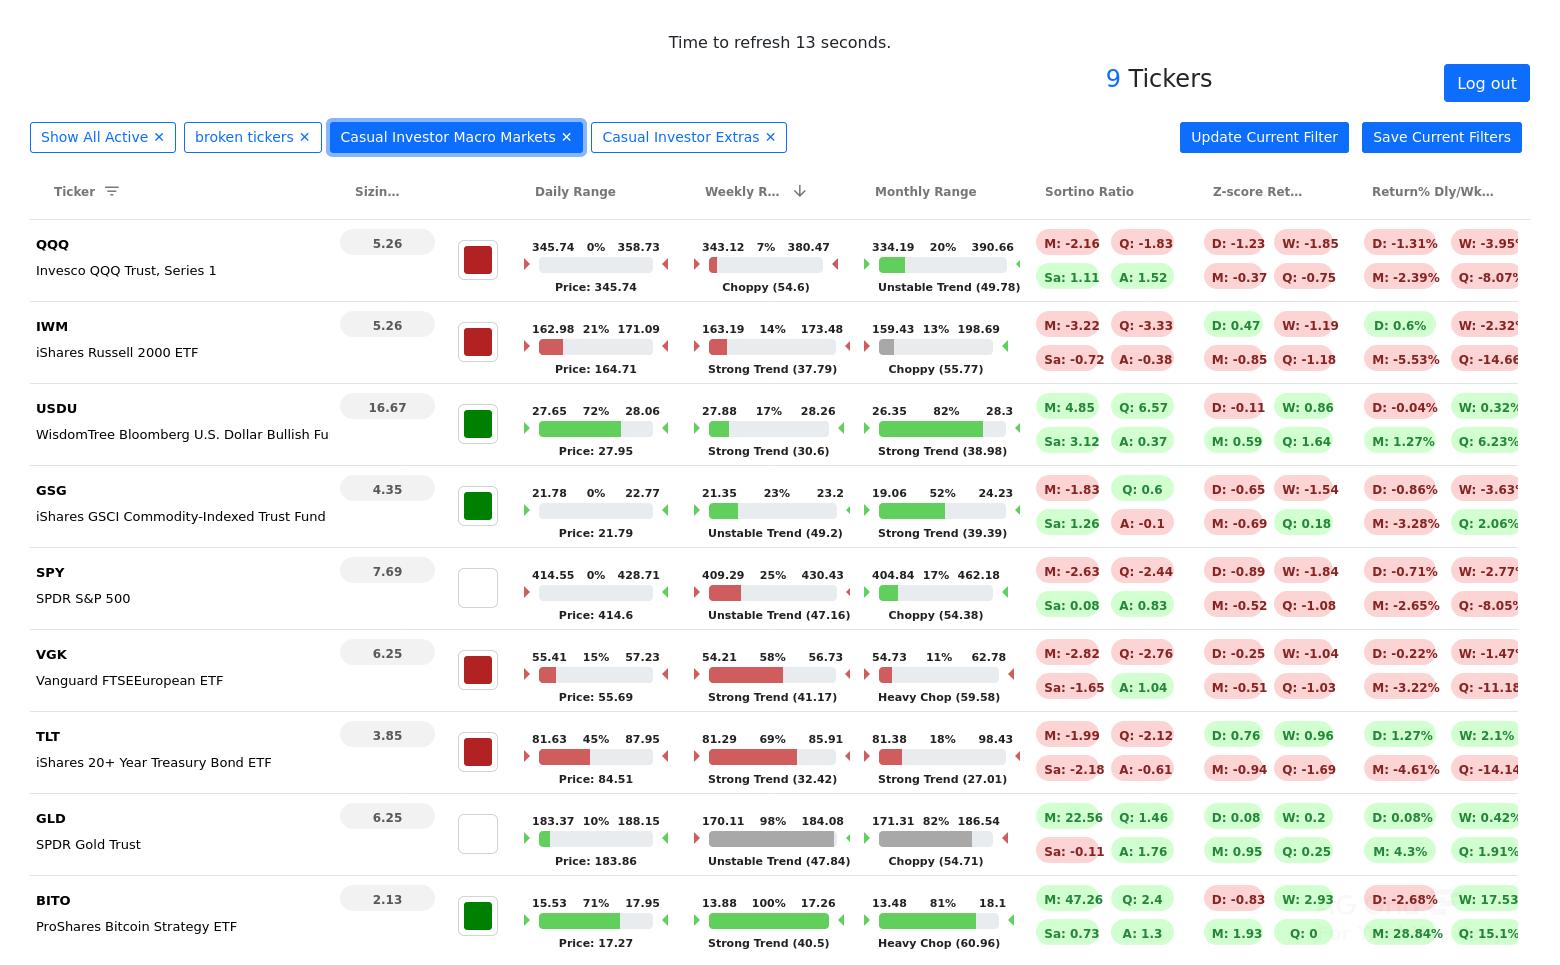 Time to refresh 13 seconds.
9 Tickers
Log out
Show All Active ✕ broken tickers ✕ Casual Investor Macro Markets ✕ Casual Investor Extras ✕ Update Current Filter Save Current Filters
Ticker Sizin... Daily Range Weekly R... Monthly Range Sortino Ratio Z-score Ret... Return% Dly/Wk...
QQQ 5.26 345.74 0% 358.73 343.12 7% 380.47 334.19 20% 390.66 M: -2.16 Q: -1.83 D: -1.23 W: -1.85 D: -1.31% W: -3.95%
Invesco QQQ Trust, Series 1 Sa: 1.11 A: 1.52 M: -0.37 Q: -0.75 M: -2.39% Q: -8.07%
Price: 345.74 Choppy (54.6) Unstable Trend (49.78)
IWM 5.26 162.98 21% 171.09 163.19 14% 173.48 159.43 13% 198.69 M: -3.22 Q: -3.33 D: 0.47 W: -1.19 D: 0.6% W: -2.32%
iShares Russell 2000 ETF Sa: -0.72 A: -0.38 M: -0.85 Q: -1.18 M: -5.53% Q: -14.66
Price: 164.71 Strong Trend (37.79) Choppy (55.77)
USDU 16.67 27.65 72% 28.06 27.88 17% 28.26 26.35 82% 28.3 M: 4.85 Q: 6.57 D: -0.11 W: 0.86 D: -0.04% W: 0.32%
WisdomTree Bloomberg U.S. Dollar Bullish Fu Sa: 3.12 A: 0.37 M: 0.59 Q: 1.64 M: 1.27% Q: 6.23%
Price: 27.95 Strong Trend (30.6) Strong Trend (38.98)
GSG 4.35 21.78 0% 22.77 21.35 23% 23.2 19.06 52% 24.23 M: -1.83 Q: 0.6 D: -0.65 W: -1.54 D: -0.86% W: -3.63%
iShares GSCI Commodity-Indexed Trust Fund Sa: 1.26 A: -0.1 M: -0.69 Q: 0.18 M: -3.28% Q: 2.06%
Price: 21.79 Unstable Trend (49.2) Strong Trend (39.39)
SPY 7.69 414.55 0% 428.71 409.29 25% 430.43 404.84 17% 462.18 M: -2.63 Q: -2.44 D: -0.89 W: -1.84 D: -0.71% W: -2.77%
SPDR S&P 500 Sa: 0.08 A: 0.83 M: -0.52 Q: -1.08 M: -2.65% Q: -8.05%
Price: 414.6 Unstable Trend (47.16) Choppy (54.38)
VGK 6.25 55.41 15% 57.23 54.21 58% 56.73 54.73 11% 62.78 M: -2.82 Q: -2.76 D: -0.25 W: -1.04 D: -0.22% W: -1.47%
Vanguard FTSEEuropean ETF Sa: -1.65 A: 1.04 M: -0.51 Q: -1.03 M: -3.22% Q: -11.18
Price: 55.69 Strong Trend (41.17) Heavy Chop (59.58)
TLT 3.85 81.63 45% 87.95 81.29 69% 85.91 81.38 18% 98.43 M: -1.99 Q: -2.12 D: 0.76 W: 0.96 D: 1.27% W: 2.1%
iShares 20+ Year Treasury Bond ETF Sa: -2.18 A: -0.61 M: -0.94 Q: -1.69 M: -4.61% Q: -14.14
Price: 84.51 Strong Trend (32.42) Strong Trend (27.01)
GLD 6.25 183.37 10% 188.15 170.11 98% 184.08 171.31 82% 186.54 M: 22.56 Q: 1.46 D: 0.08 W: 0.2 D: 0.08% W: 0.42%
SPDR Gold Trust Sa: -0.11 A: 1.76 M: 0.95 Q: 0.25 M: 4.3% Q: 1.91%
Price: 183.86 Unstable Trend (47.84) Choppy (54.71)
BITO 2.13 15.53 71% 17.95 13.88 100% 17.26 13.48 81% 18.1 M: 47.26 Q: 2.4 D: -0.83 W: 2.93 D: -2.68% W: 17.53
ProShares Bitcoin Strategy ETF Sa: 0.73 A: 1.3 M: 1.93 Q: 0 M: 28.84% Q: 15.1%
Price: 17.27 Strong Trend (40.5) Heavy Chop (60.96)